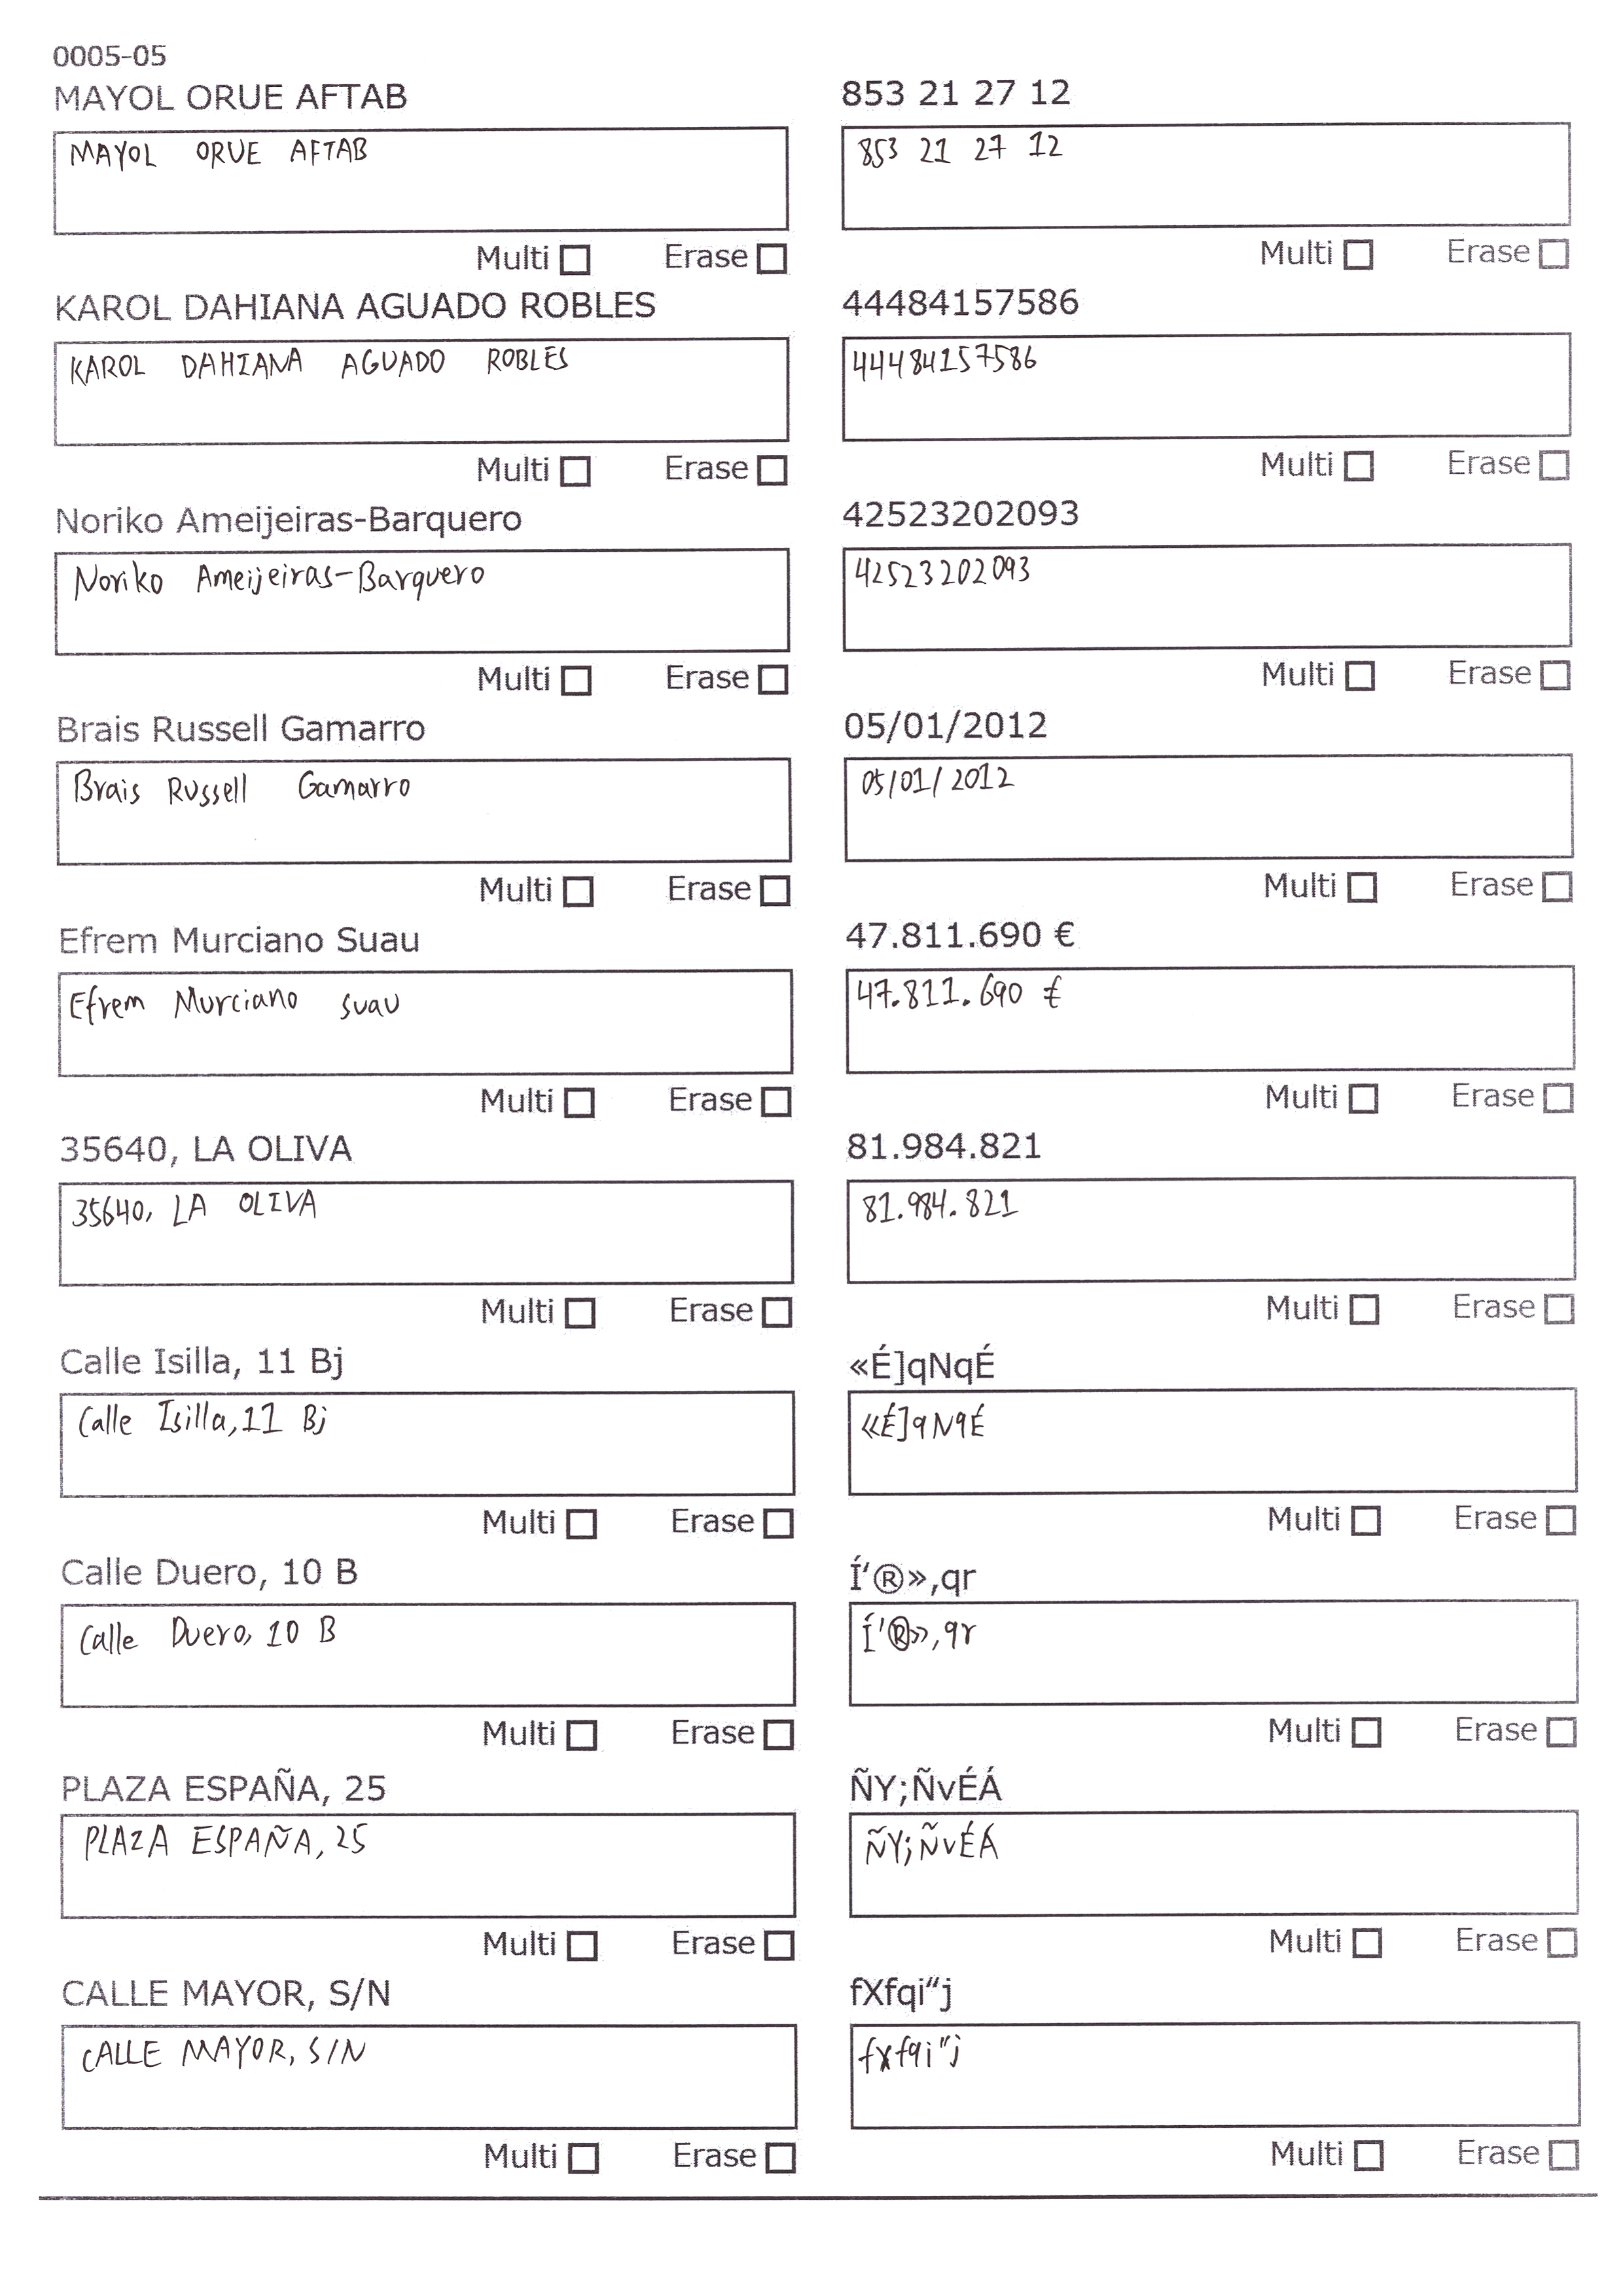 0005-05
MAYOL ORUE AFTAB
MAYOL ORUE AFTAB
Multi Erase
KAROL DAHIANA AGUADO ROBLES
KAROL DAHIANA AGUADO ROBLES
Multi Erase
Noriko Ameijeiras-Barquero
Noriko Ameijeiras-Barquero
Multi Erase
Brais Russell Gamarro
Brais Russell Gamarro
Multi Erase
Efrem Murciano Suau
Efrem Murciano suau
Multi Erase
35640, LA OLIVA
35640, LA OLIVA
Multi Erase
Calle Isilla, 11 Bj
Calle Isilla, 11 Bj
Multi Erase
Calle Duero, 10 B
Calle Duero, 10 B
Multi Erase
PLAZA ESPAÑA, 25
PLAZA ESPAÑA, 25
Multi Erase
CALLE MAYOR, S/N
CALLE MAYOR, S/N
Multi Erase
853 21 27 12
853 21 27 12
Multi Erase
44484157586
44484157586
Multi Erase
42523202093
42523202093
Multi Erase
05/01/2012
05/01/2012
Multi Erase
47.811.690 €
47.811.690 €
Multi Erase
81.984.821
81.984.821
Multi Erase
«É]qNqÉ
«É]qNqÉ
Multi Erase
Í'®»,qr
Í'®»,qr
Multi Erase
ÑY;ÑvÉÁ
ÑY;ÑvÉÁ
Multi Erase
fXfqi“j
fxfqi"j
Multi Erase